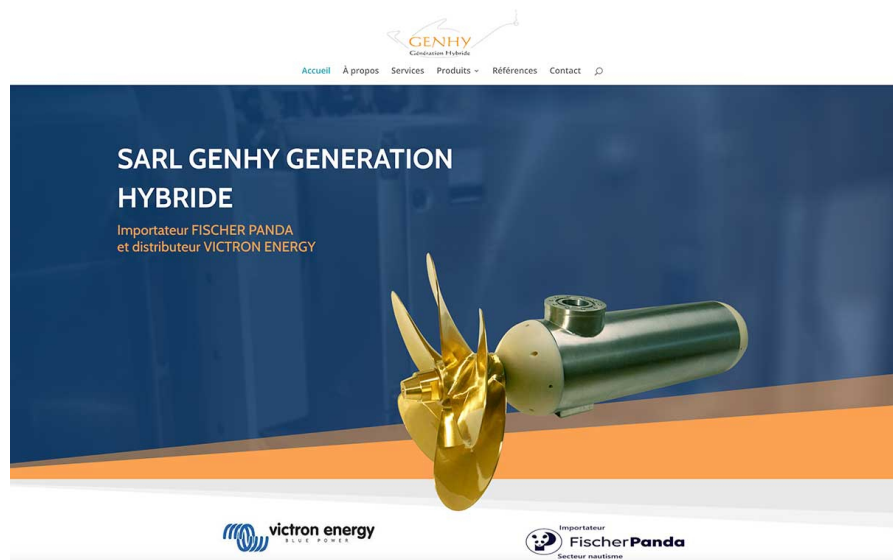 GENHY
Génération Hybride
Accueil À propos Services Produits Références Contact
SARL GENHY GENERATION
HYBRIDE
Importateur FISCHER PANDA
et distributeur VICTRON ENERGY
victron energy
BLUE POWER
Importateur
FischerPanda
Secteur nautisme